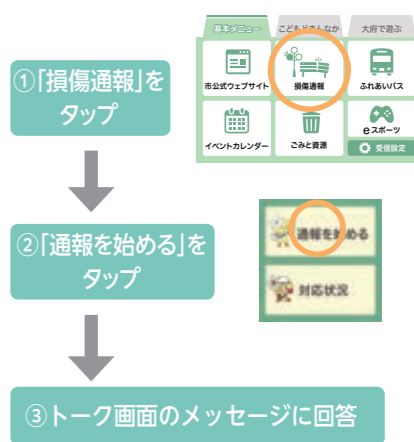 基本メニュー
こどもまんなか
大府で遊ぶ
市公式ウェブサイト
損傷通報
ふれあいバス
イベントカレンダー
ごみと資源
eスポーツ
受信設定
①「損傷通報」を
タップ
②「通報を始める」を
タップ
通報を始める
対応状況
③トーク画面のメッセージに回答